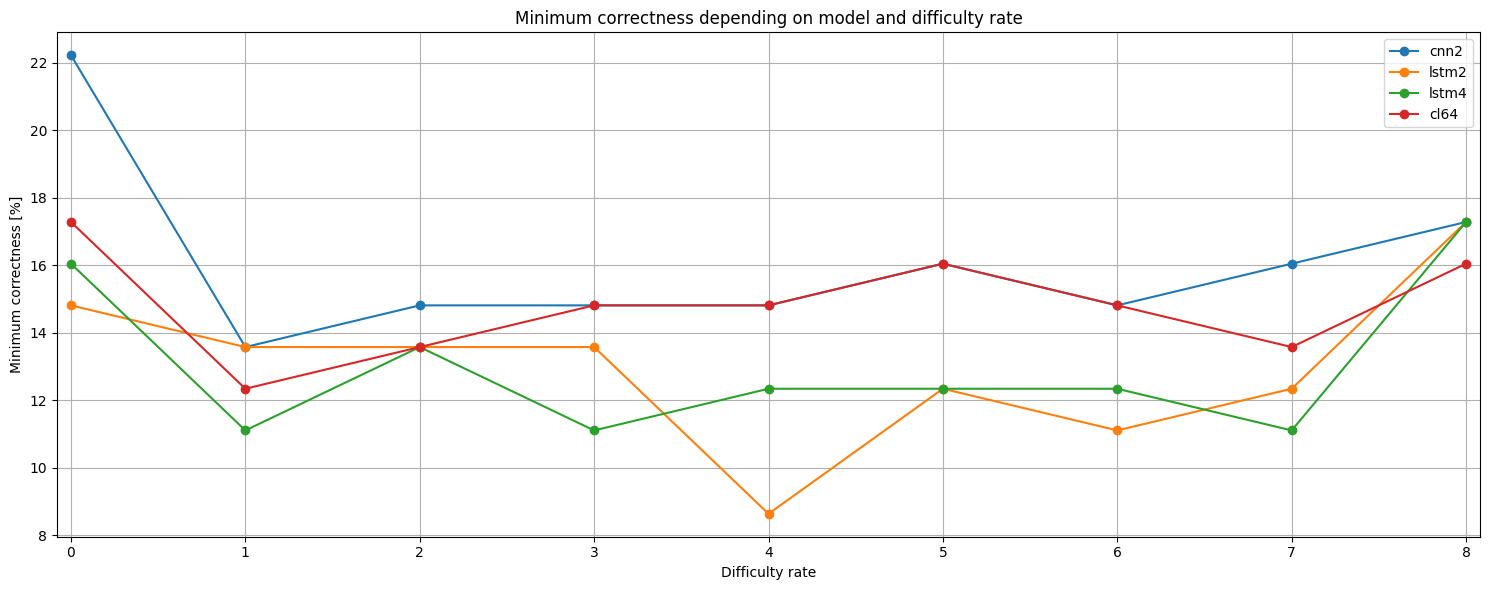 Minimum correctness depending on model and difficulty rate
cnn2
lstm2
lstm4
cl64
Minimum correctness [%]
22
20
18
16
14
12
10
8
0 1 2 3 4 5 6 7 8
Difficulty rate